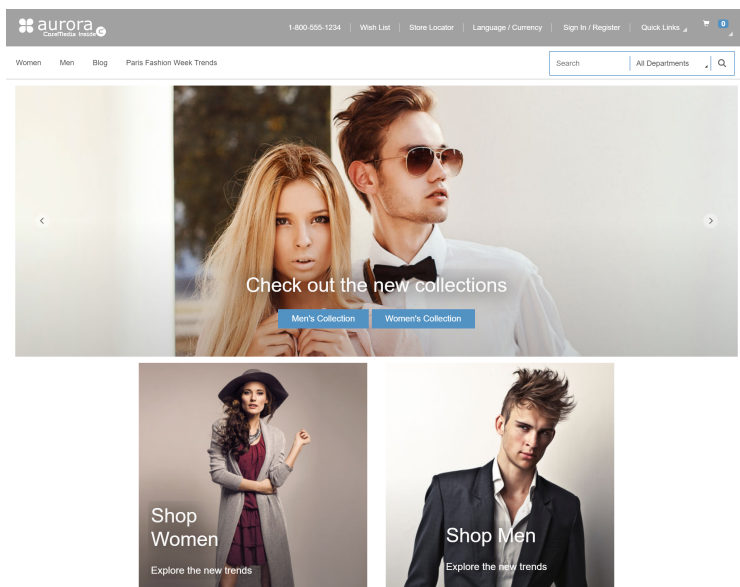 aurora
CoreMedia Inside C
1-800-555-1234 Wish List Store Locator Language / Currency Sign In / Register Quick Links 0
Women Men Blog Paris Fashion Week Trends Search All Departments
Check out the new collections
Men's Collection Women's Collection
Shop
Women
Explore the new trends
Shop Men
Explore the new trends